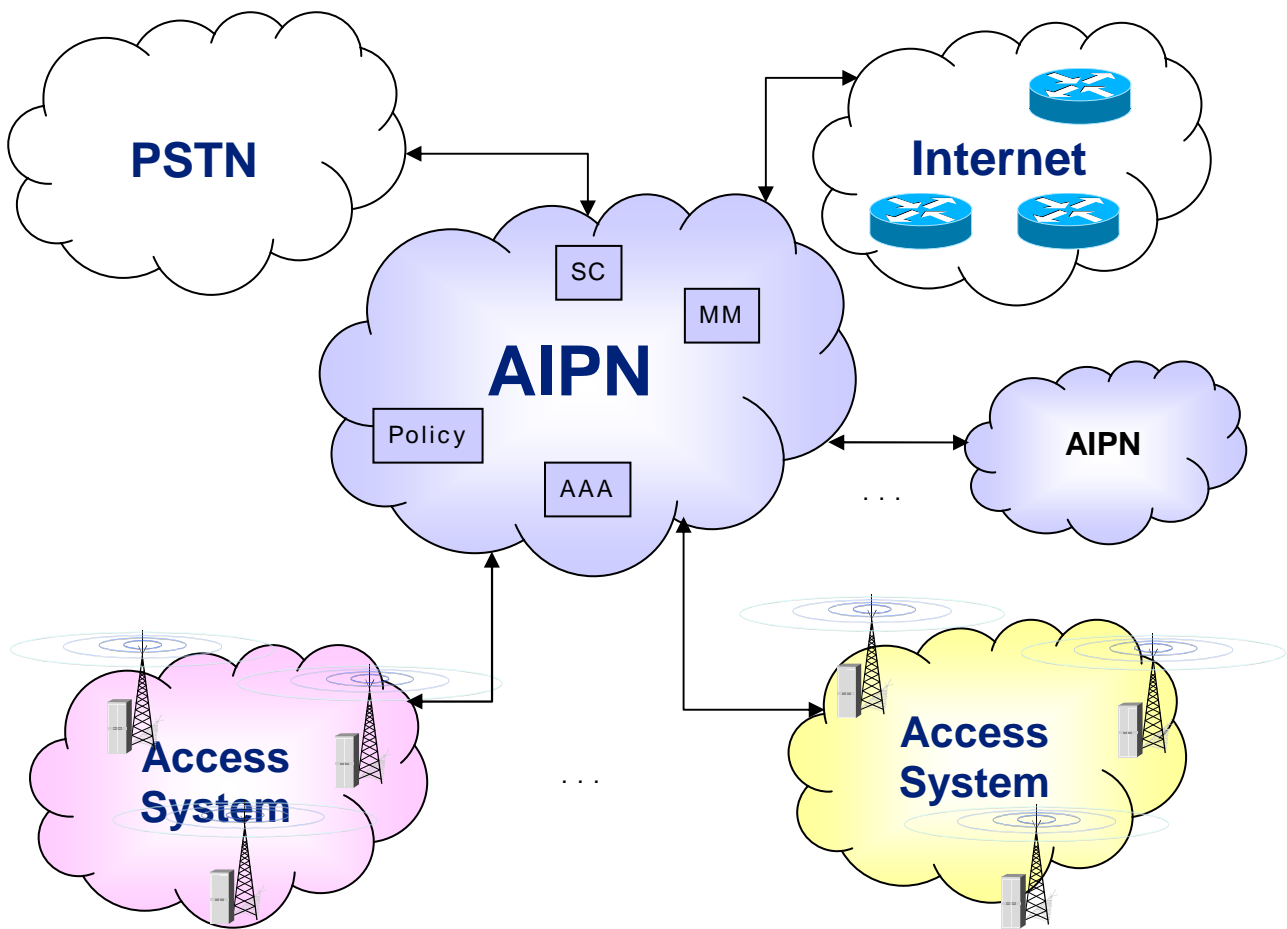 PSTN
Internet
SC
MM
AIPN
Policy
AAA
AIPN
. . .
Access
System
. . .
Access
System